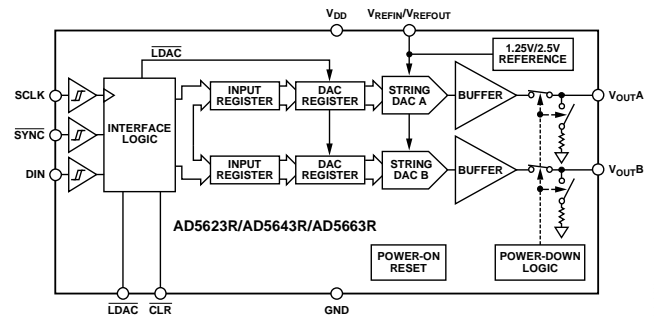 VDD
VREFIN/VREFOUT
LDAC
1.25V/2.5V
REFERENCE
SCLK
SYNC
DIN
INTERFACE
LOGIC
INPUT
REGISTER
DAC
REGISTER
STRING
DAC A
BUFFER
VOUTA
INPUT
REGISTER
DAC
REGISTER
STRING
DAC B
BUFFER
VOUTB
AD5623R/AD5643R/AD5663R
POWER-ON
RESET
POWER-DOWN
LOGIC
LDAC
CLR
GND